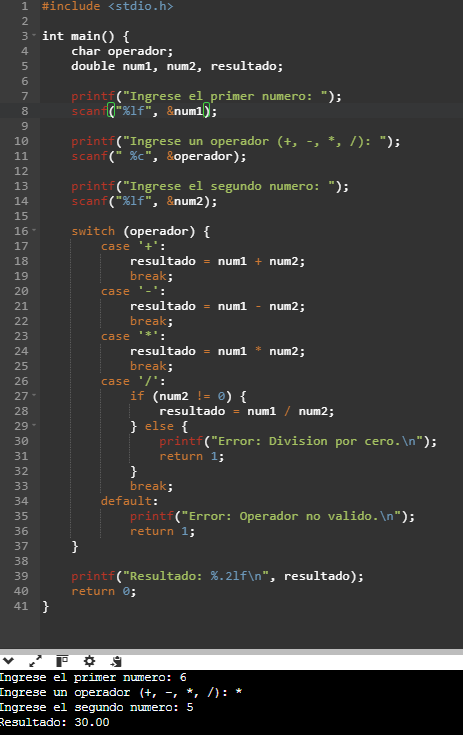 1 #include <stdio.h>
2
3 int main() {
4     char operador;
5     double num1, num2, resultado;
6
7     printf("Ingrese el primer numero: ");
8     scanf("%lf", &num1);
9
10     printf("Ingrese un operador (+, -, *, /): ");
11     scanf(" %c", &operador);
12
13     printf("Ingrese el segundo numero: ");
14     scanf("%lf", &num2);
15
16     switch (operador) {
17         case '+':
18             resultado = num1 + num2;
19             break;
20         case '-':
21             resultado = num1 - num2;
22             break;
23         case '*':
24             resultado = num1 * num2;
25             break;
26         case '/':
27             if (num2 != 0) {
28                 resultado = num1 / num2;
29             } else {
30                 printf("Error: Division por cero.\n");
31                 return 1;
32             }
33             break;
34         default:
35             printf("Error: Operador no valido.\n");
36             return 1;
37     }
38
39     printf("Resultado: %.2lf\n", resultado);
40     return 0;
41 }
Ingrese el primer numero: 6
Ingrese un operador (+, -, *, /): *
Ingrese el segundo numero: 5
Resultado: 30.00